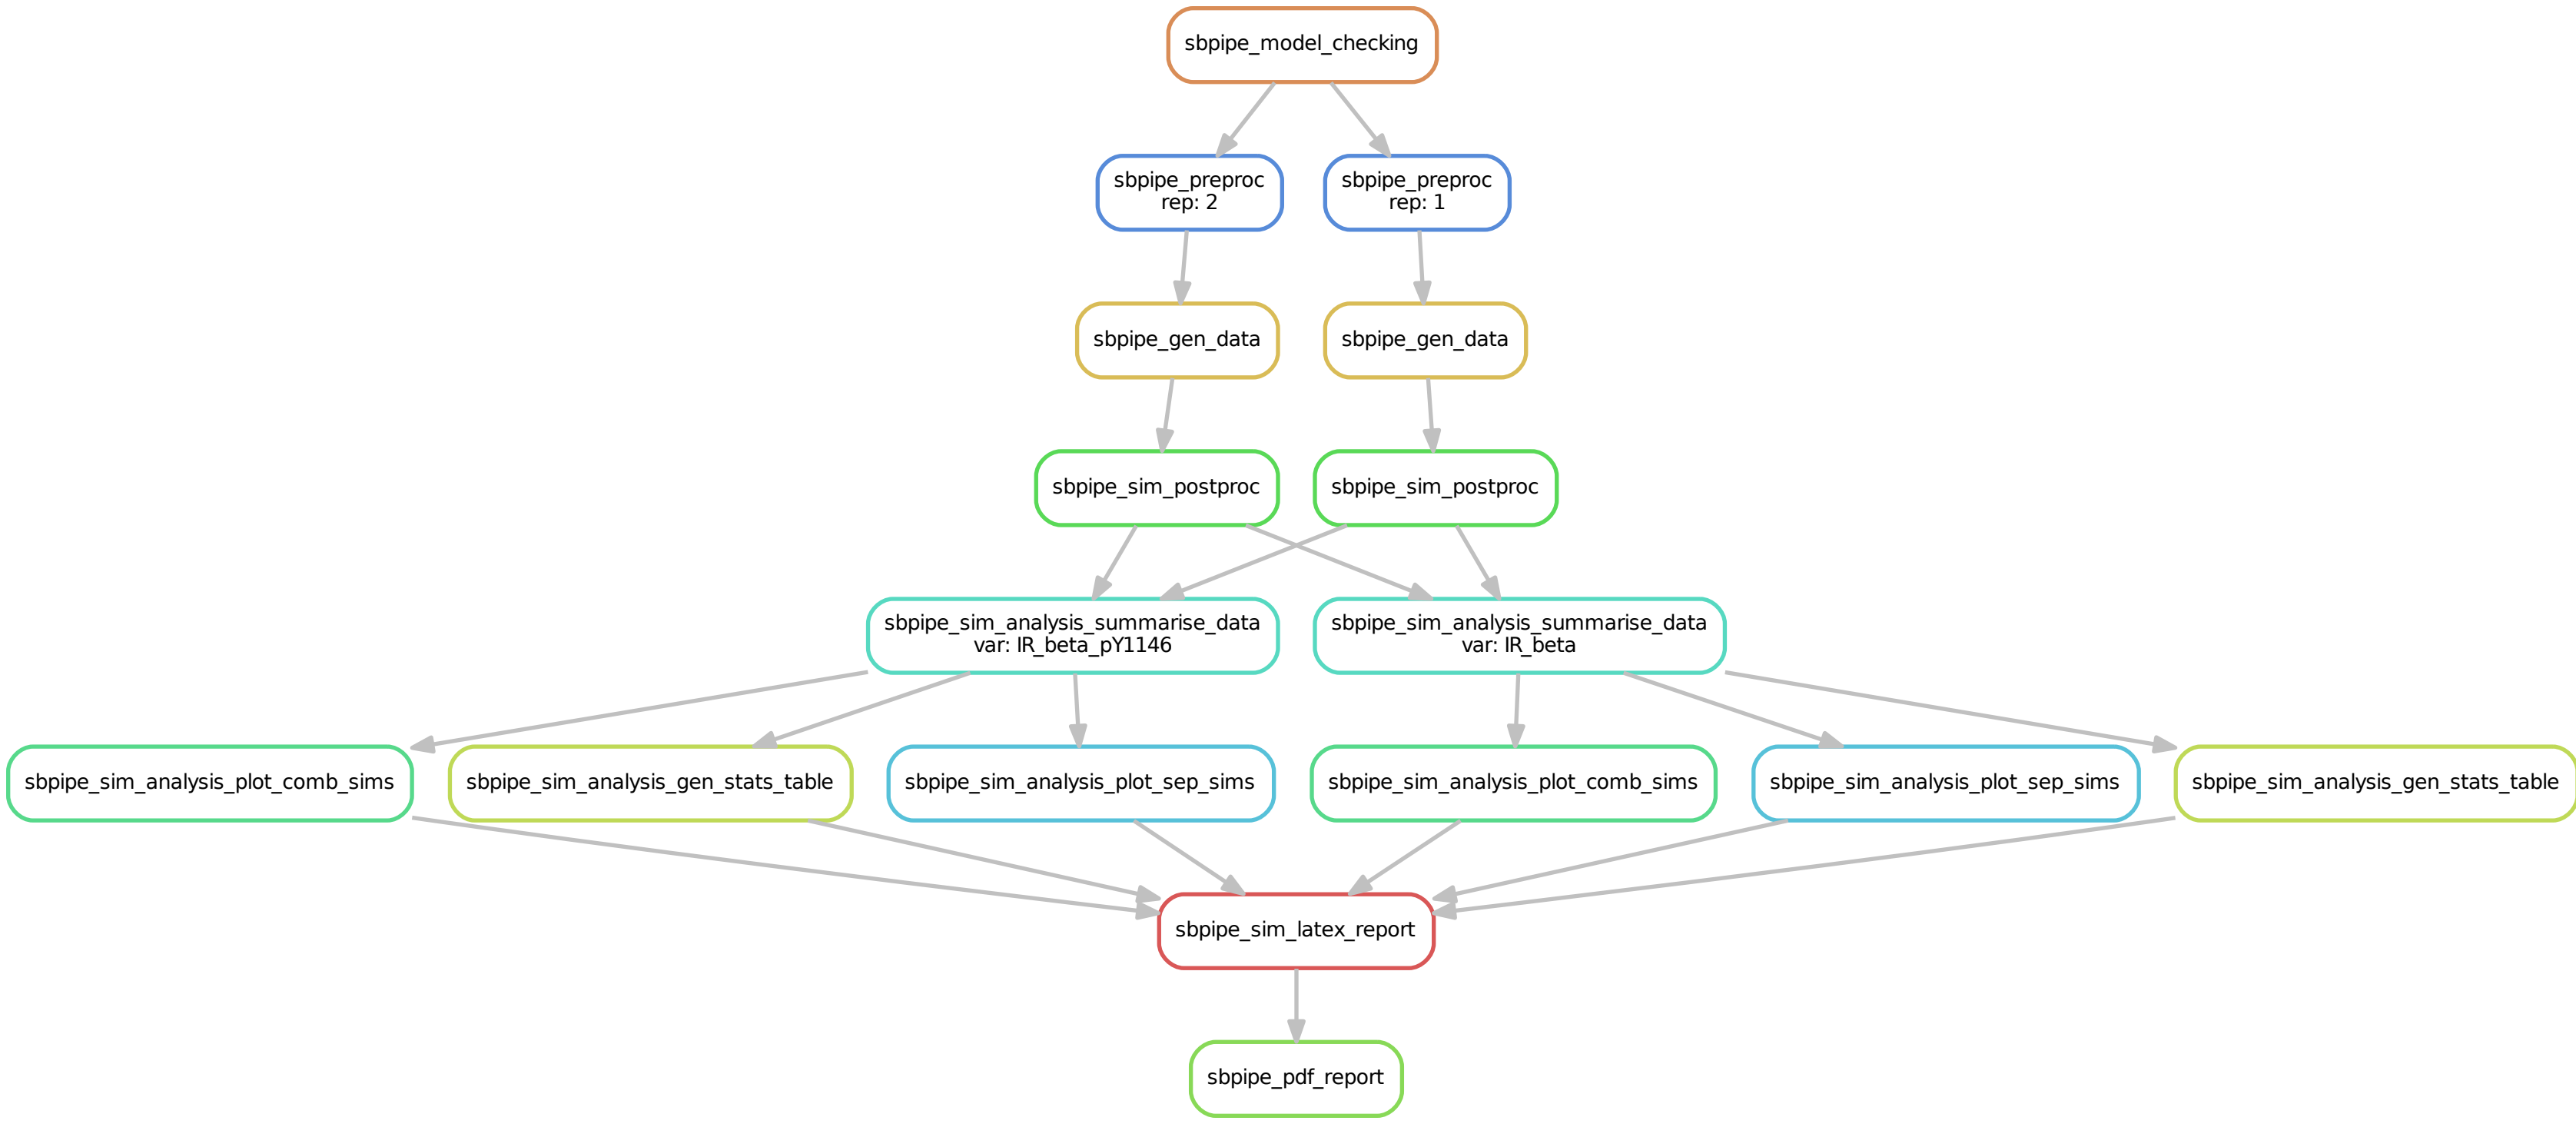 sbpipe_model_checking
sbpipe_preproc
rep: 2
sbpipe_preproc
rep: 1
sbpipe_gen_data
sbpipe_gen_data
sbpipe_sim_postproc
sbpipe_sim_postproc
sbpipe_sim_analysis_summarise_data
var: IR_beta_pY1146
sbpipe_sim_analysis_summarise_data
var: IR_beta
sbpipe_sim_analysis_plot_comb_sims
sbpipe_sim_analysis_gen_stats_table
sbpipe_sim_analysis_plot_sep_sims
sbpipe_sim_analysis_plot_comb_sims
sbpipe_sim_analysis_plot_sep_sims
sbpipe_sim_analysis_gen_stats_table
sbpipe_sim_latex_report
sbpipe_pdf_report